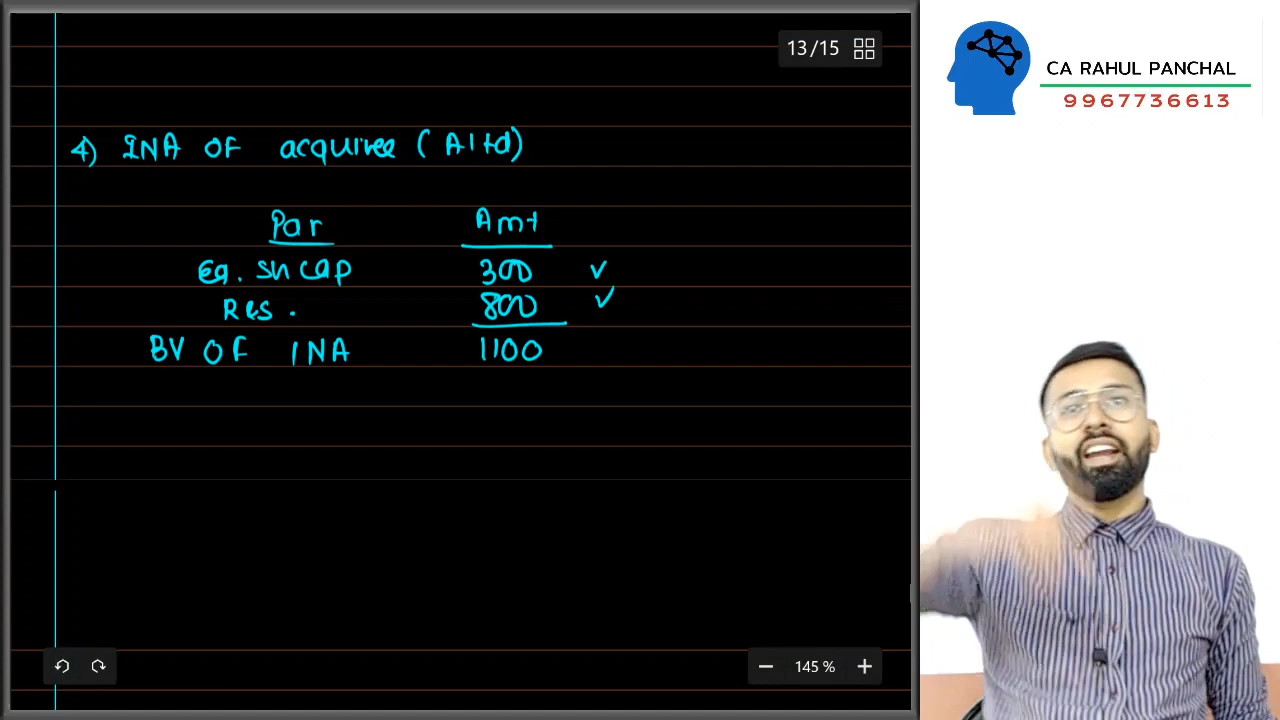 13/15
CA RAHUL PANCHAL
9967736613
4) INA OF acquiree (A ltd)
Par Amt
Eq. sh cap 300 ✓
Res. 800 ✓
BV OF INA 1100
145 %